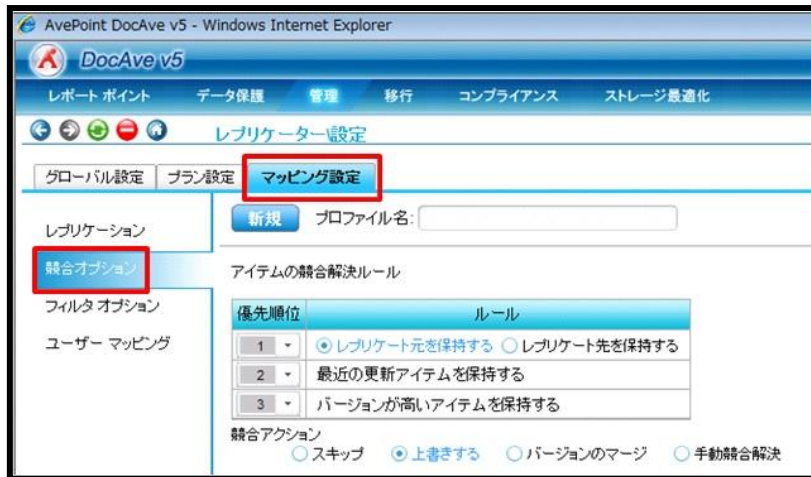 AvePoint DocAve v5 - Windows Internet Explorer
DocAve v5
レポート ポイント データ保護 管理 移行 コンプライアンス ストレージ最適化
レプリケーター\設定
グローバル設定 プラン設定 マッピング設定
新規 プロファイル名:
レプリケーション
競合オプション
フィルタ オプション
ユーザー マッピング
アイテムの競合解決ルール
優先順位 ルール
1 レプリケート元を保持する レプリケート先を保持する
2 最近の更新アイテムを保持する
3 バージョンが高いアイテムを保持する
競合アクション
スキップ 上書きする バージョンのマージ 手動競合解決